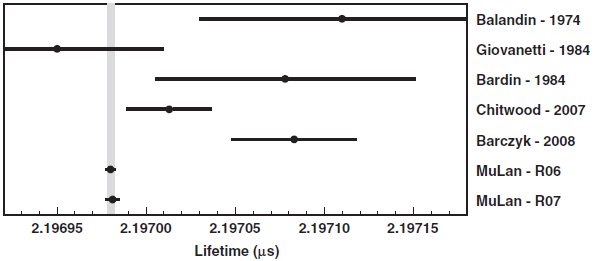 Balandin - 1974
Giovanetti - 1984
Bardin - 1984
Chitwood - 2007
Barczyk - 2008
MuLan - R06
MuLan - R07
2.19695 2.19700 2.19705 2.19710 2.19715
Lifetime (μs)